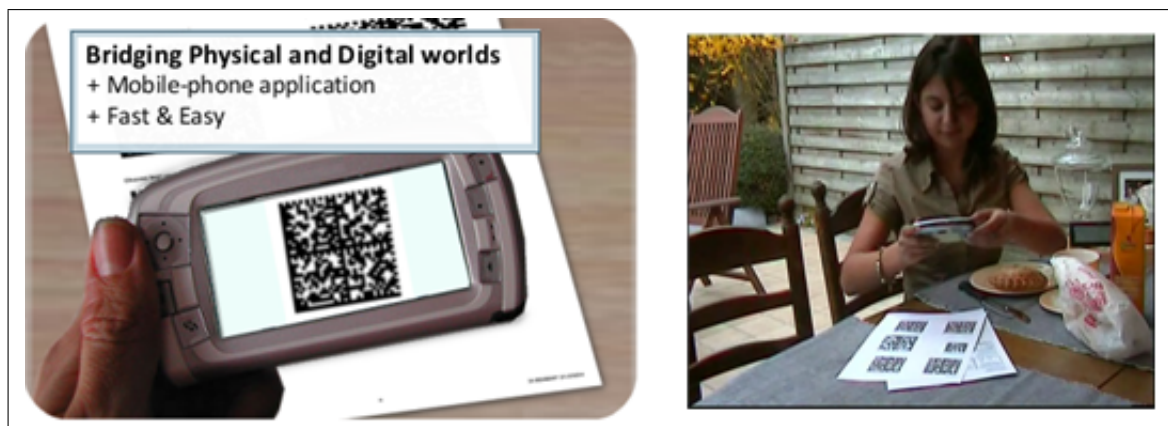 Bridging Physical and Digital worlds
+ Mobile-phone application
+ Fast & Easy